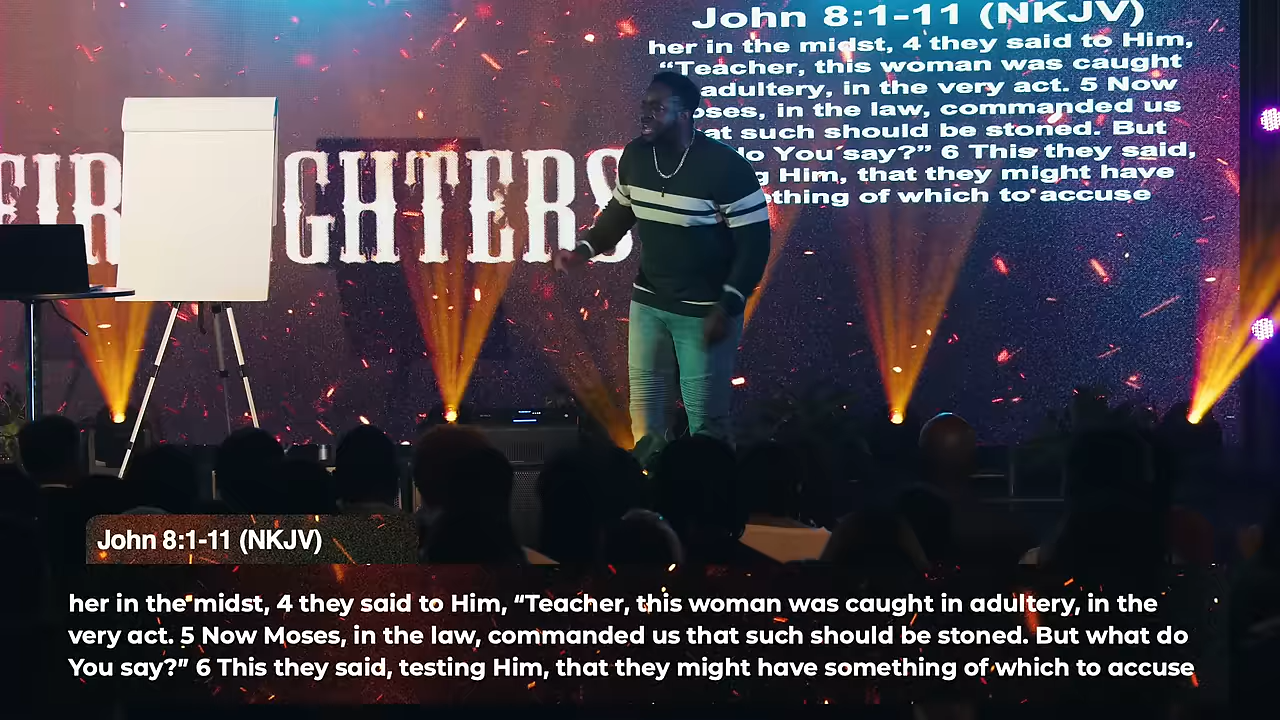 John 8:1-11 (NKJV)
her in the midst, 4 they said to Him,
“Teacher, this woman was caught
adultery, in the very act. 5 Now
in the law, commanded us
such should be stoned. But
You say?” 6 This they said,
Him, that they might have
of which to accuse
GHTERS
John 8:1-11 (NKJV)
her in the midst, 4 they said to Him, “Teacher, this woman was caught in adultery, in the
very act. 5 Now Moses, in the law, commanded us that such should be stoned. But what do
You say?” 6 This they said, testing Him, that they might have something of which to accuse